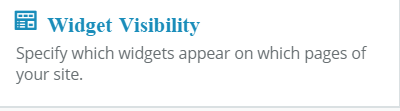 Widget Visibility
Specify which widgets appear on which pages of
your site.